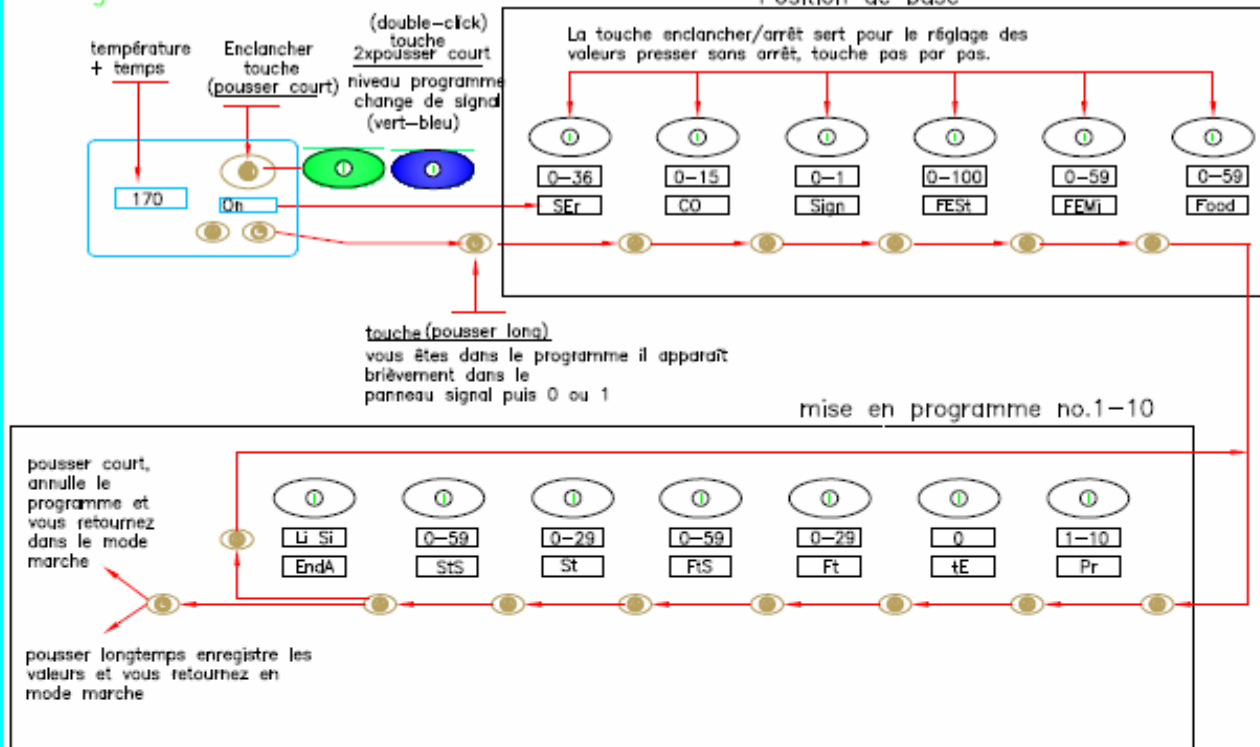 Position de base
(double-click)
touche
2xpousser court
niveau programme
change de signal
(vert-bleu)
température
+ temps
Enclancher
touche
(pousser court)
La touche enclancher/arrêt sert pour le réglage des
valeurs presser sans arrêt, touche pas par pas.
170
On
0-36
0-15
0-1
0-100
0-59
0-59
SEr
CO
Sign
FESt
FEMi
Food
touche (pousser long)
vous êtes dans le programme il apparaît
brièvement dans le
panneau signal puis 0 ou 1
mise en programme no.1-10
pousser court,
annulle le
programme et
vous retournez
dans le mode
marche
Li Si
0-59
0-29
0-59
0-29
0
1-10
EndA
StS
St
FtS
Ft
tE
Pr
pousser longtemps enregistre les
valeurs et vous retournez en
mode marche